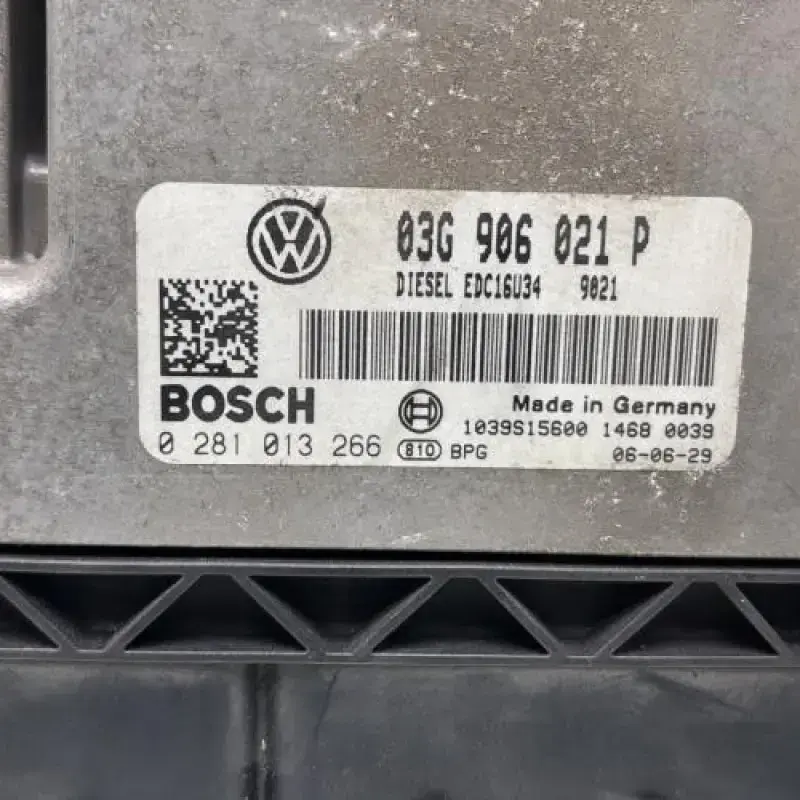 03G 906 021 P
DIESEL EDC16U34 9021
BOSCH
Made in Germany
1039S15600 1468 0039
0 281 013 266 810 BPG 06-06-29